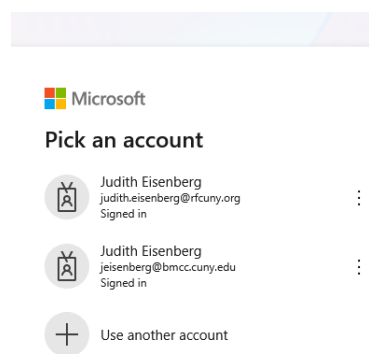 Microsoft
Pick an account
Judith Eisenberg
judith.eisenberg@rfcuny.org
Signed in
Judith Eisenberg
jeisenberg@bmcc.cuny.edu
Signed in
Use another account